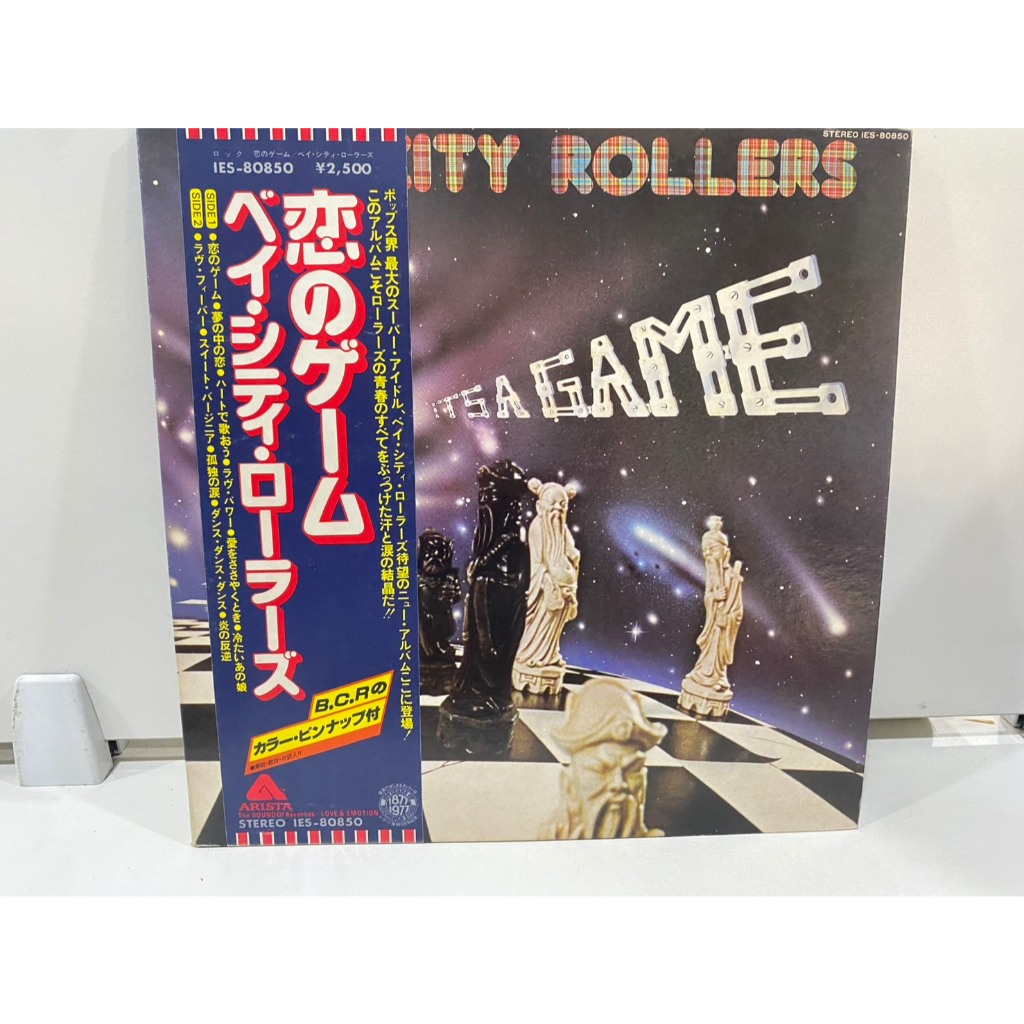 ロック 恋のゲーム/ベイ・シティ・ローラーズ
IES-80850 ¥2,500
ポップス界 最大のスーパー・アイドル、ベイ・シティ・ローラーズ待望のニュー・アルバムここに登場!
このアルバムこそローラーズの青春のすべてをぶっつけた汗と涙の結晶だ!!
恋のゲーム
ベイ・シティ・ローラーズ
SIDE 1 ●恋のゲーム●夢の中の恋●ハートで歌おう●ラヴ・パワー●愛をささやくとき●冷たいあの娘
SIDE 2 ●ラヴ・フィーバー●スイート・バージニア●孤独の涙●ダンス・ダンス・ダンス●炎の反逆
B.C.Rの
カラー・ピンナップ付
ARISTA
The SOUND Of Seventies LOVE & EMOTION
STEREO IES-80850
1877
1977
STEREO IES-80850
CITY ROLLERS
IT'S A GAME